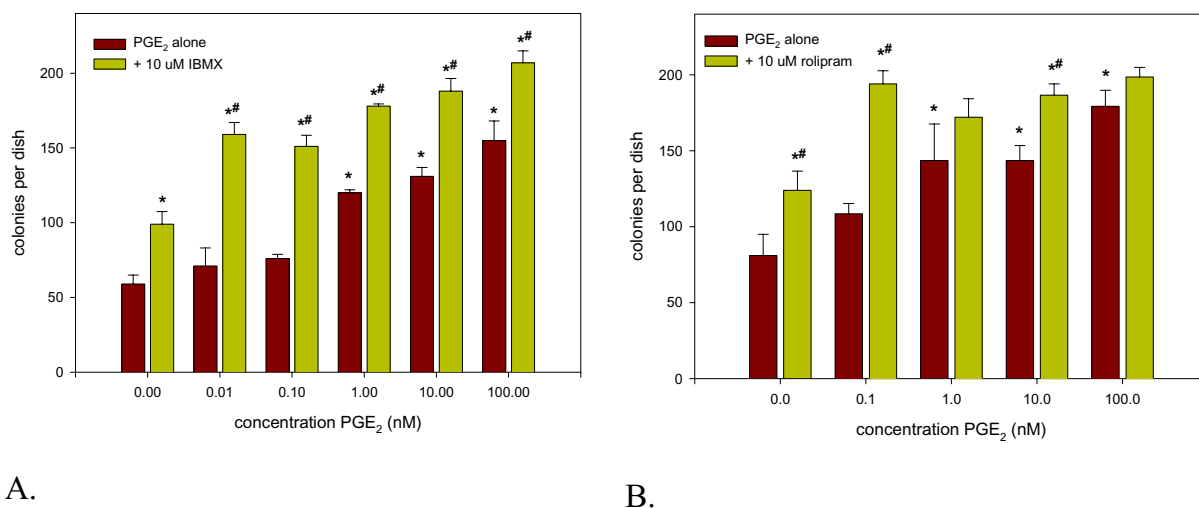 PGE2 alone
+ 10 uM IBMX
colonies per dish
200
150
100
50
0
*
*#
*#
*
*#
*
*#
*
*#
0.00 0.01 0.10 1.00 10.00 100.00
concentration PGE2 (nM)
A.
PGE2 alone
+ 10 uM rolipram
colonies per dish
200
150
100
50
0
*#
*#
*
*
*#
*
0.0 0.1 1.0 10.0 100.0
concentration PGE2 (nM)
B.